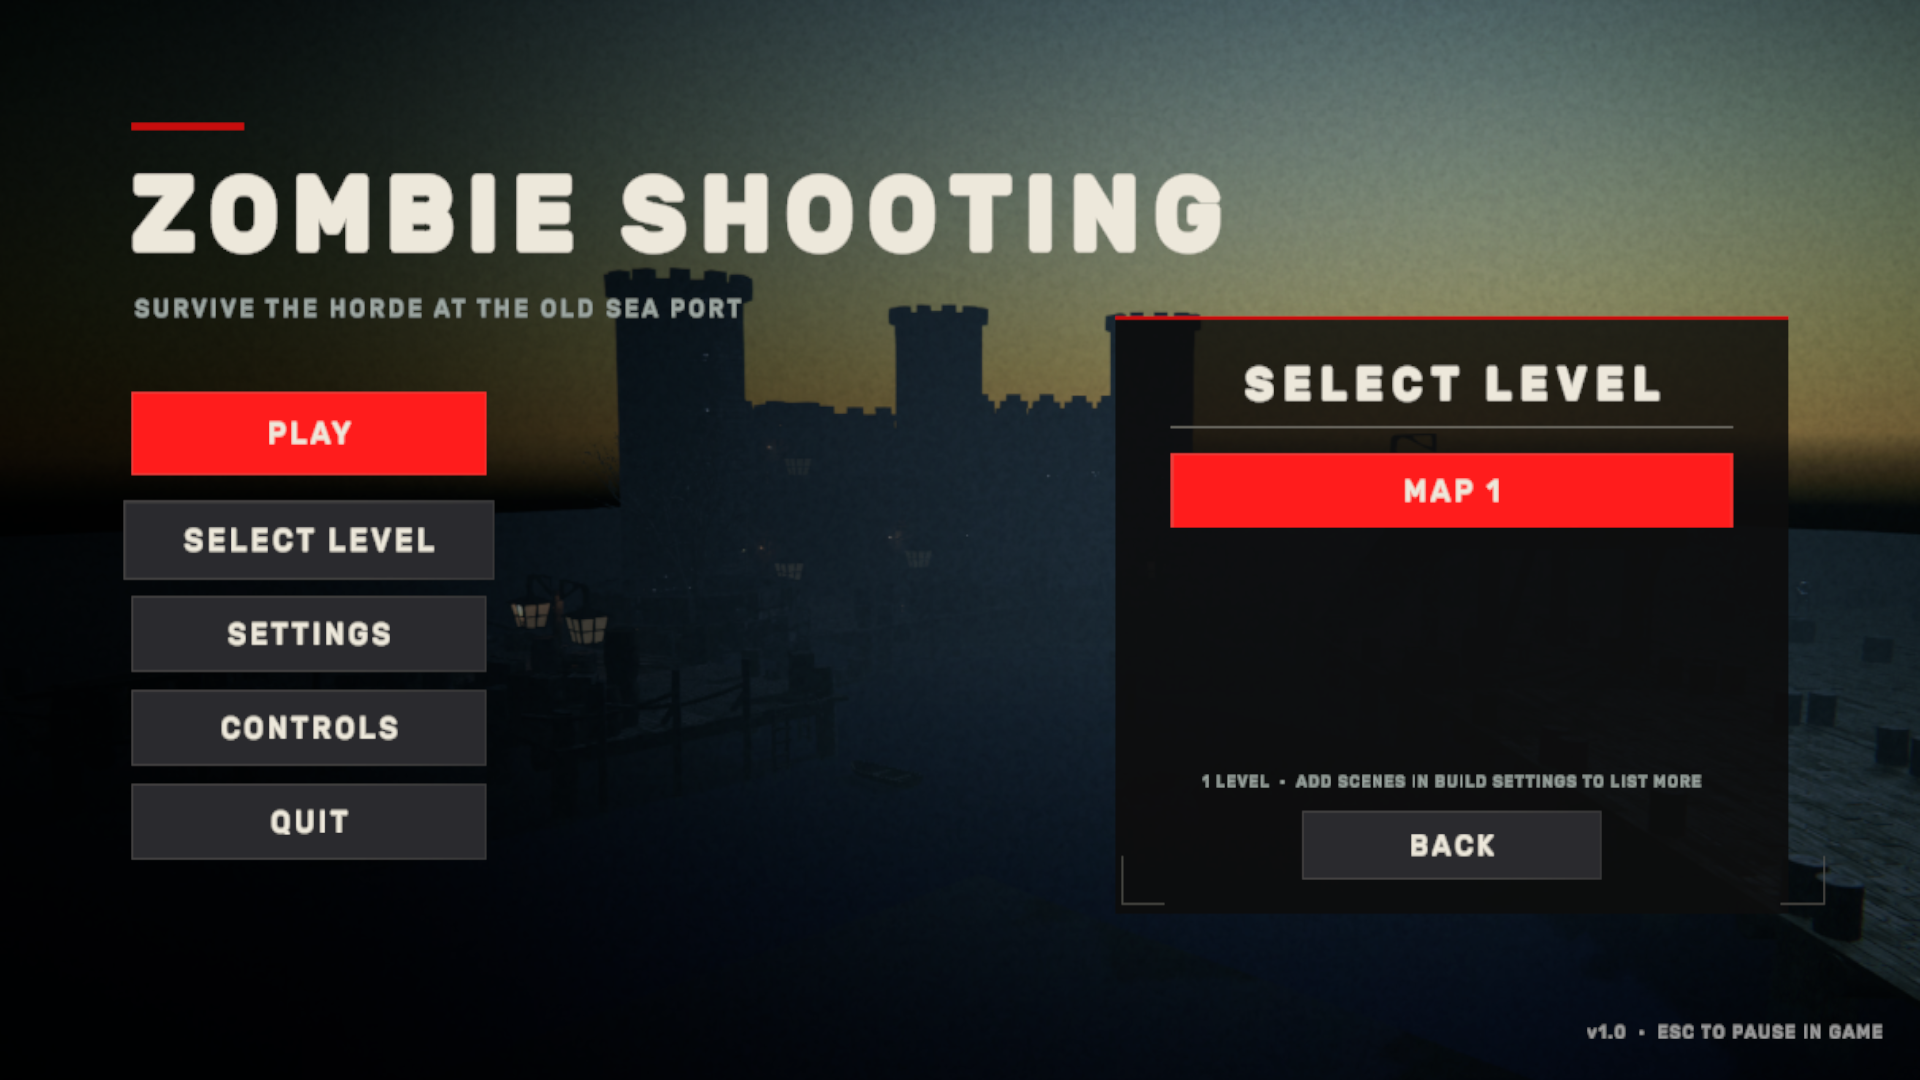 ZOMBIE SHOOTING
SURVIVE THE HORDE AT THE OLD SEA PORT
PLAY
SELECT LEVEL
SETTINGS
CONTROLS
QUIT
SELECT LEVEL
MAP 1
1 LEVEL • ADD SCENES IN BUILD SETTINGS TO LIST MORE
BACK
v1.0 • ESC TO PAUSE IN GAME